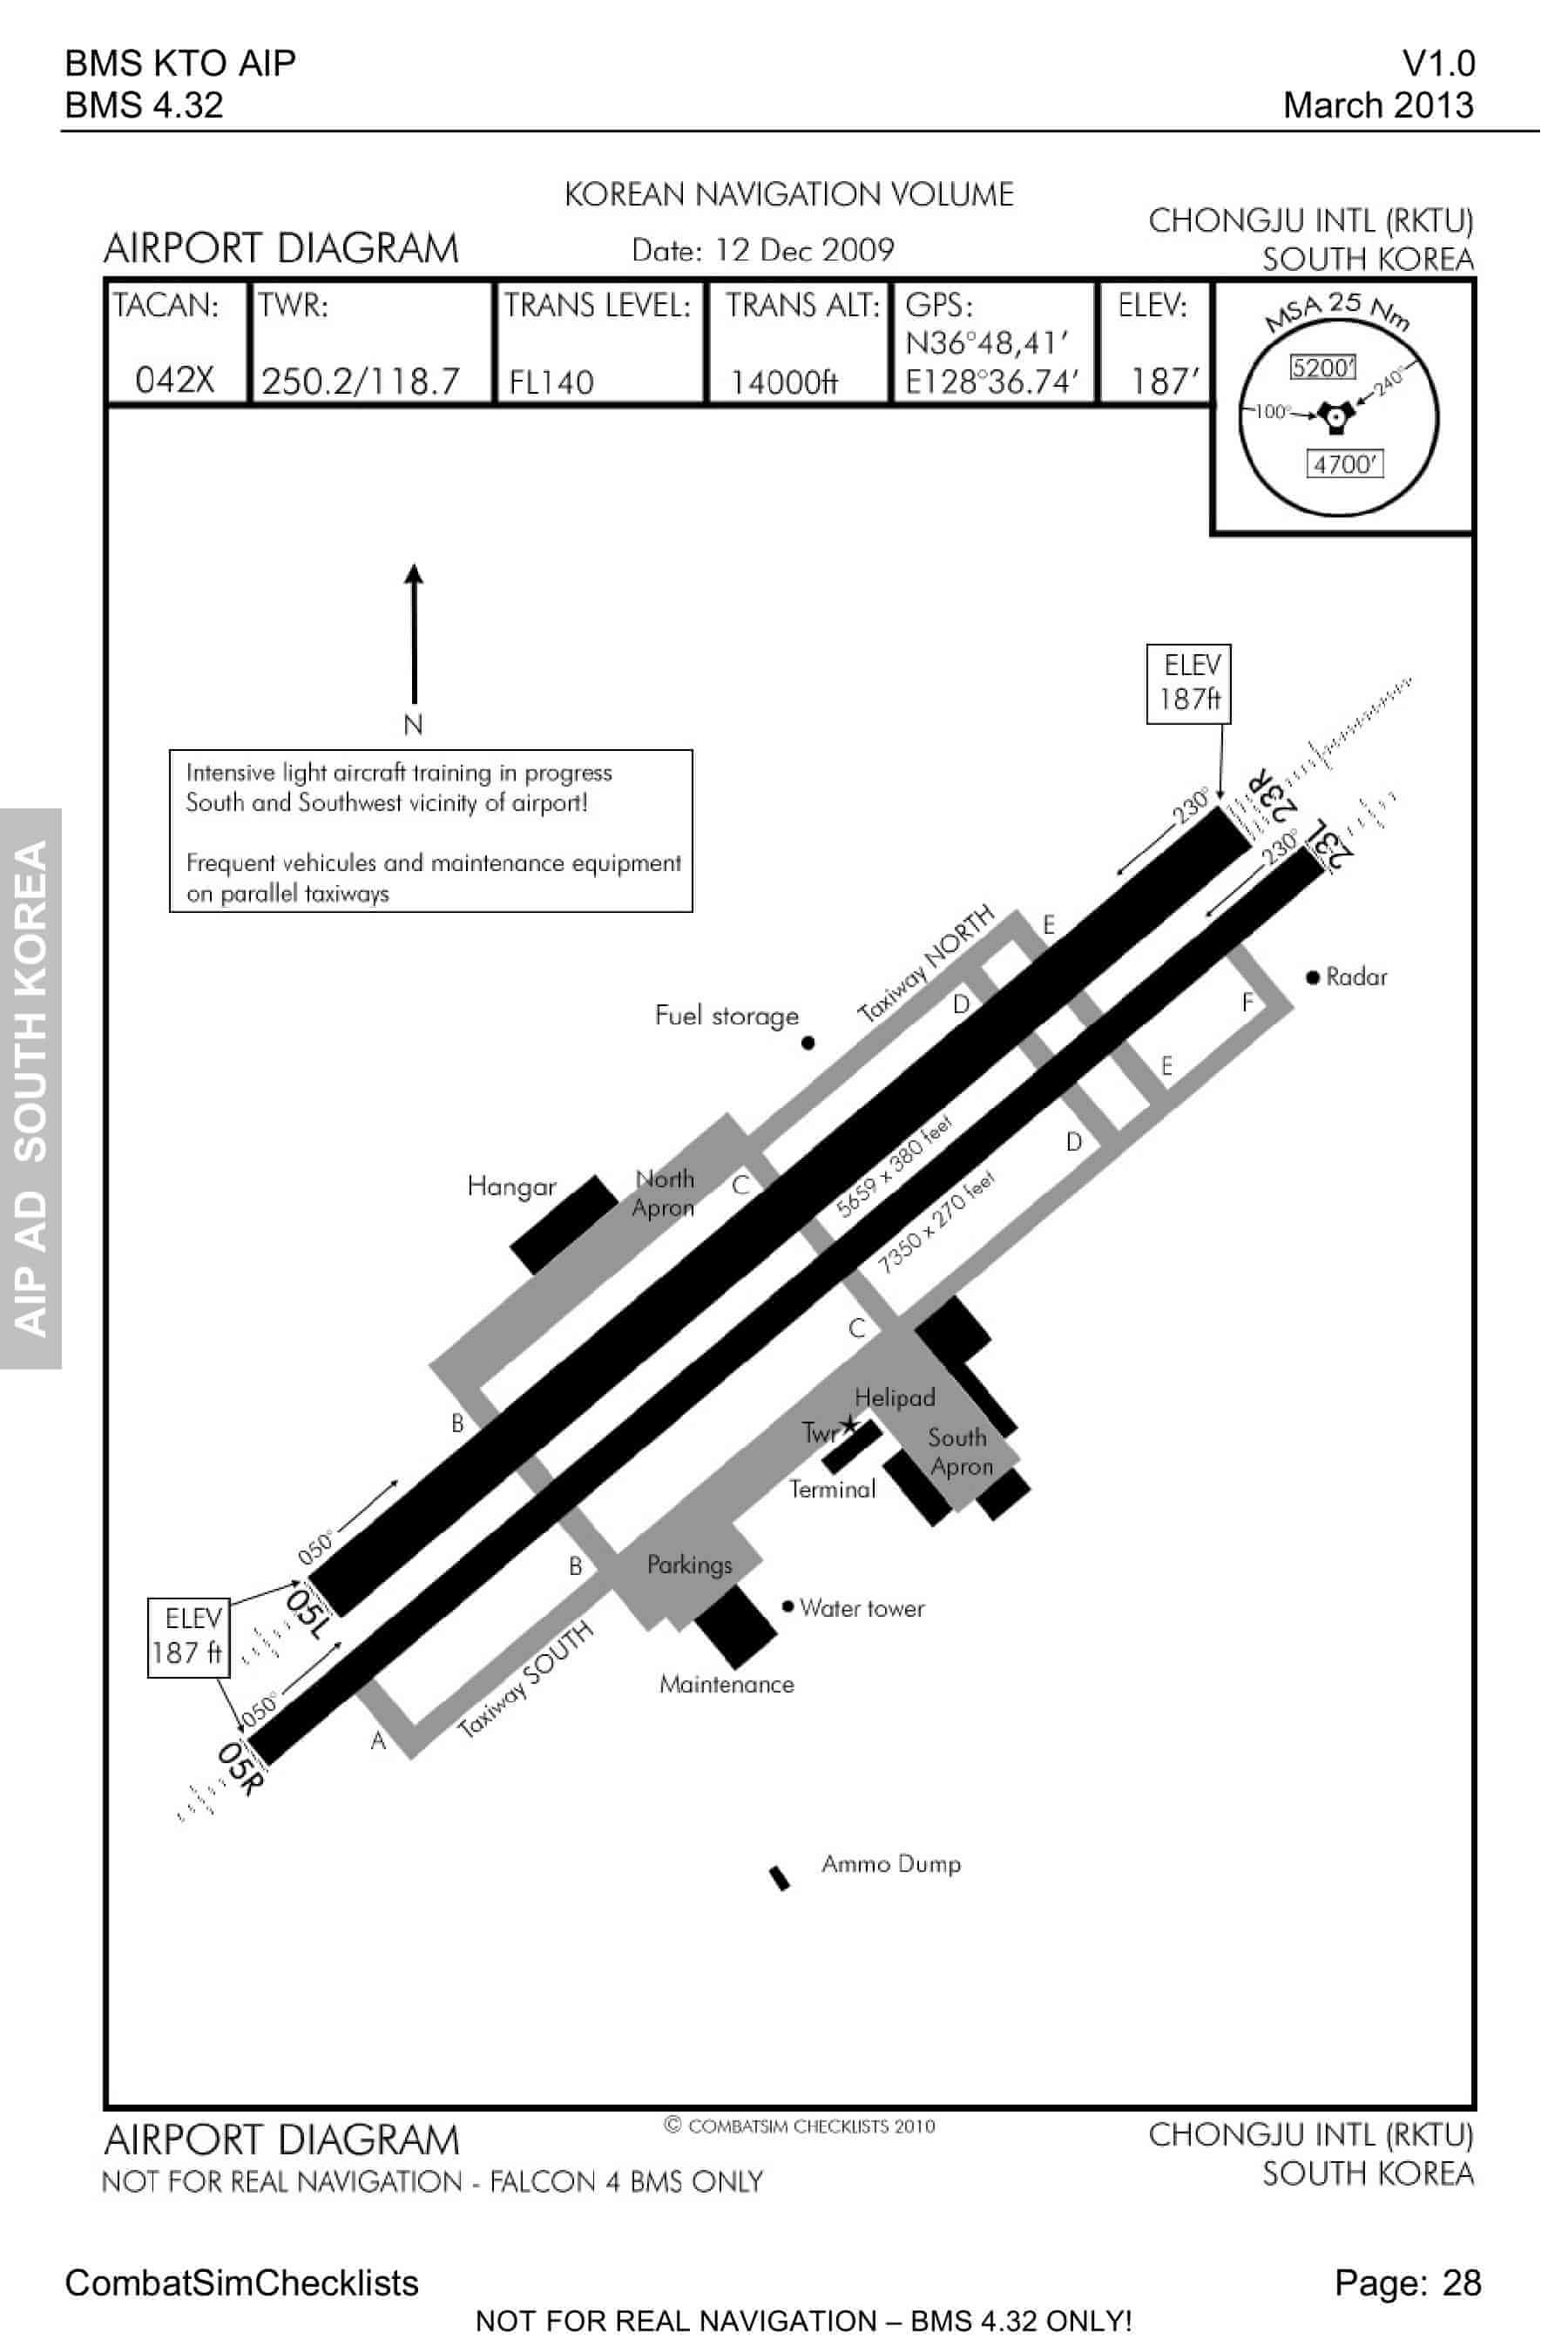 BMS KTO AIP
V1.0
BMS 4.32
March 2013
KOREAN NAVIGATION VOLUME
AIRPORT DIAGRAM
Date: 12 Dec 2009
CHONGJU INTL (RKTU)
SOUTH KOREA
TACAN:
042X
TWR:
250.2/118.7
TRANS LEVEL:
FL140
TRANS ALT:
14000ft
GPS:
N36°48,41'
E128°36.74'
ELEV:
187'
MSA 25 Nm
5200'
240°
100°
4700'
N
Intensive light aircraft training in progress
South and Southwest vicinity of airport!
Frequent vehicules and maintenance equipment
on parallel taxiways
AIP AD SOUTH KOREA
ELEV
187ft
230°
23R
230°
23L
Taxiway NORTH
E
D
Radar
F
Fuel storage
E
D
5659 x 380 feet
7350 x 270 feet
Hangar
North
Apron
C
C
Helipad
Twr
South
Apron
Terminal
B
B
050°
05L
Parkings
Water tower
Maintenance
ELEV
187 ft
050°
05R
Taxiway SOUTH
A
Ammo Dump
AIRPORT DIAGRAM
© COMBATSIM CHECKLISTS 2010
CHONGJU INTL (RKTU)
NOT FOR REAL NAVIGATION - FALCON 4 BMS ONLY
SOUTH KOREA
CombatSimChecklists
Page: 28
NOT FOR REAL NAVIGATION – BMS 4.32 ONLY!